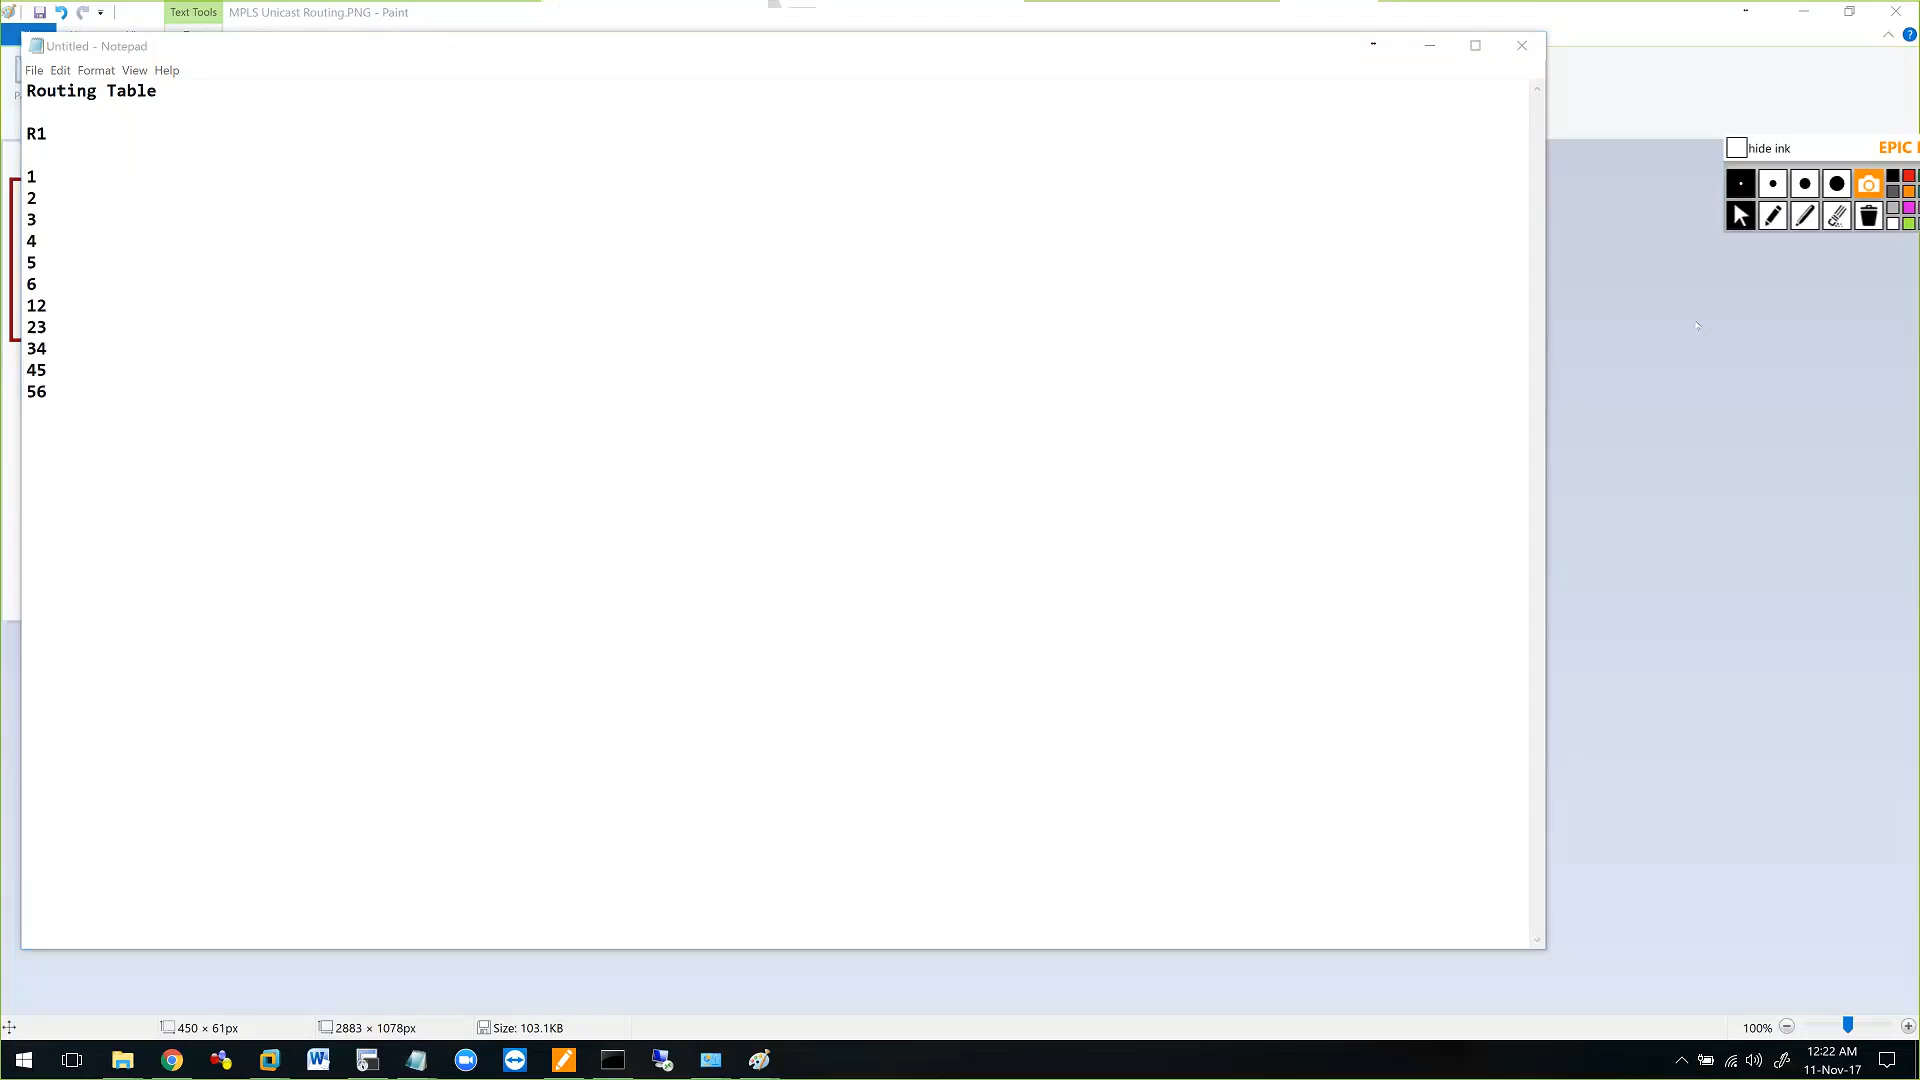 Text Tools MPLS Unicast Routing.PNG - Paint
Untitled - Notepad
File Edit Format View Help
Routing Table
R1
1
2
3
4
5
6
12
23
34
45
56
hide ink EPIC
450 × 61px 2883 × 1078px Size: 103.1KB 100%
12:22 AM
11-Nov-17